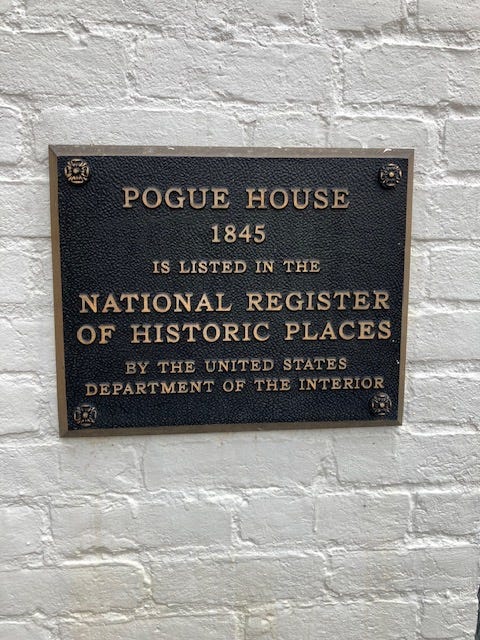 POGUE HOUSE
1845
IS LISTED IN THE
NATIONAL REGISTER
OF HISTORIC PLACES
BY THE UNITED STATES
DEPARTMENT OF THE INTERIOR